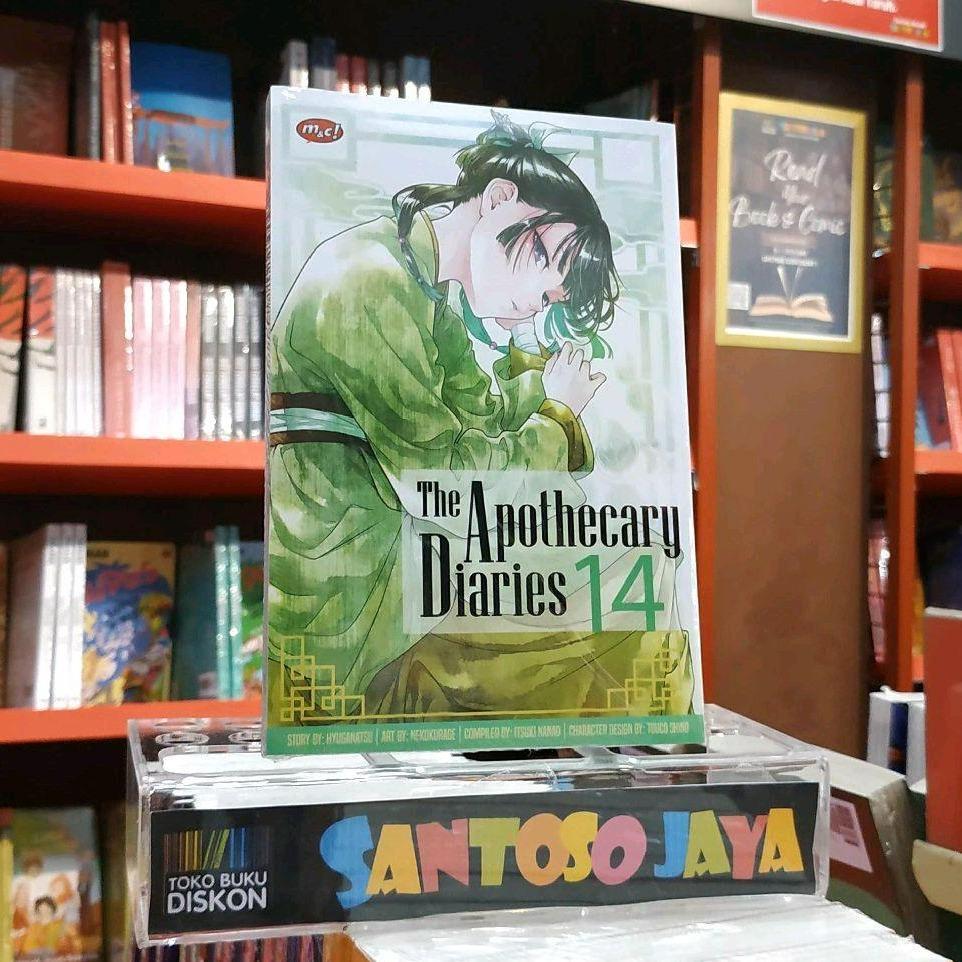 m&c!
Read
Your
Book & Comic
The Apothecary
Diaries 14
STORY BY: HYUGANATSU | ART BY: NEKOKURAGE | COMPILED BY: ITSUKI NANAO | CHARACTER DESIGN BY: TOUCO SHINO
TOKO BUKU
DISKON
SANTOSO JAYA